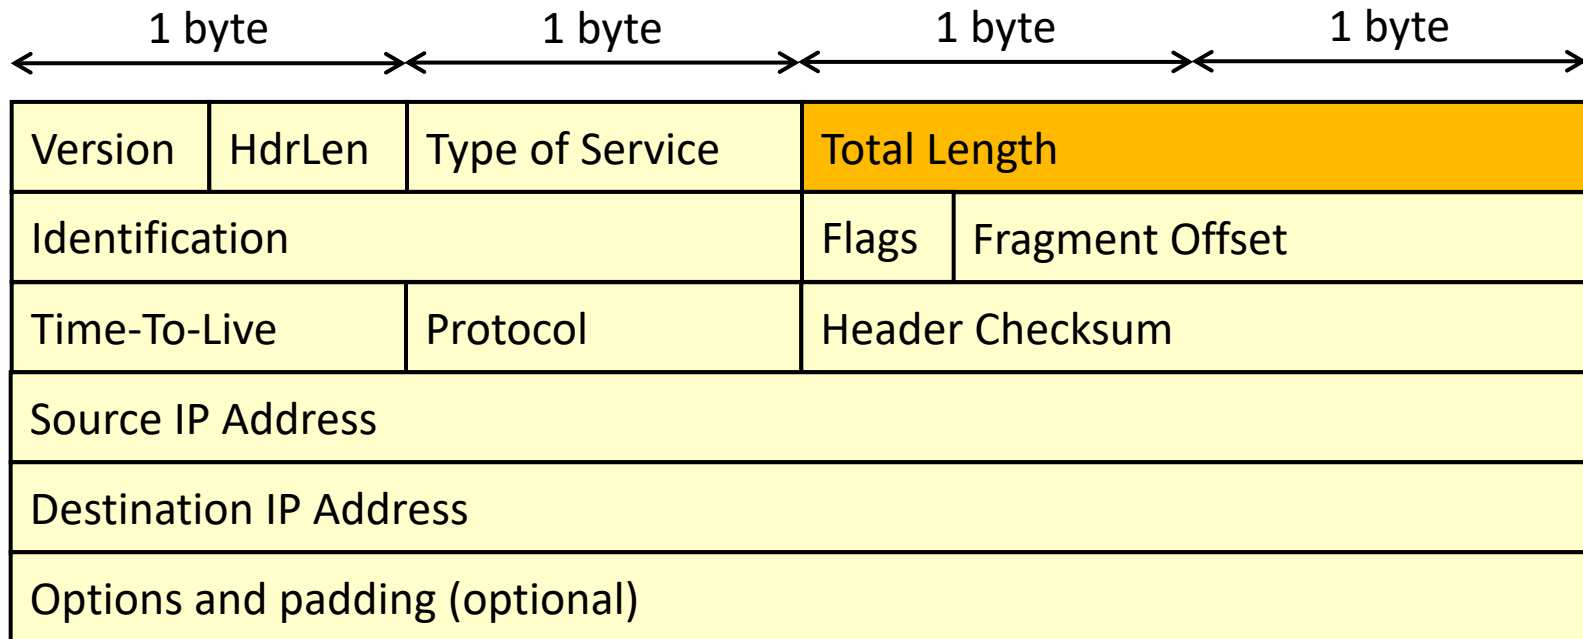 1 byte 1 byte 1 byte 1 byte
Version HdrLen Type of Service Total Length
Identification Flags Fragment Offset
Time-To-Live Protocol Header Checksum
Source IP Address
Destination IP Address
Options and padding (optional)